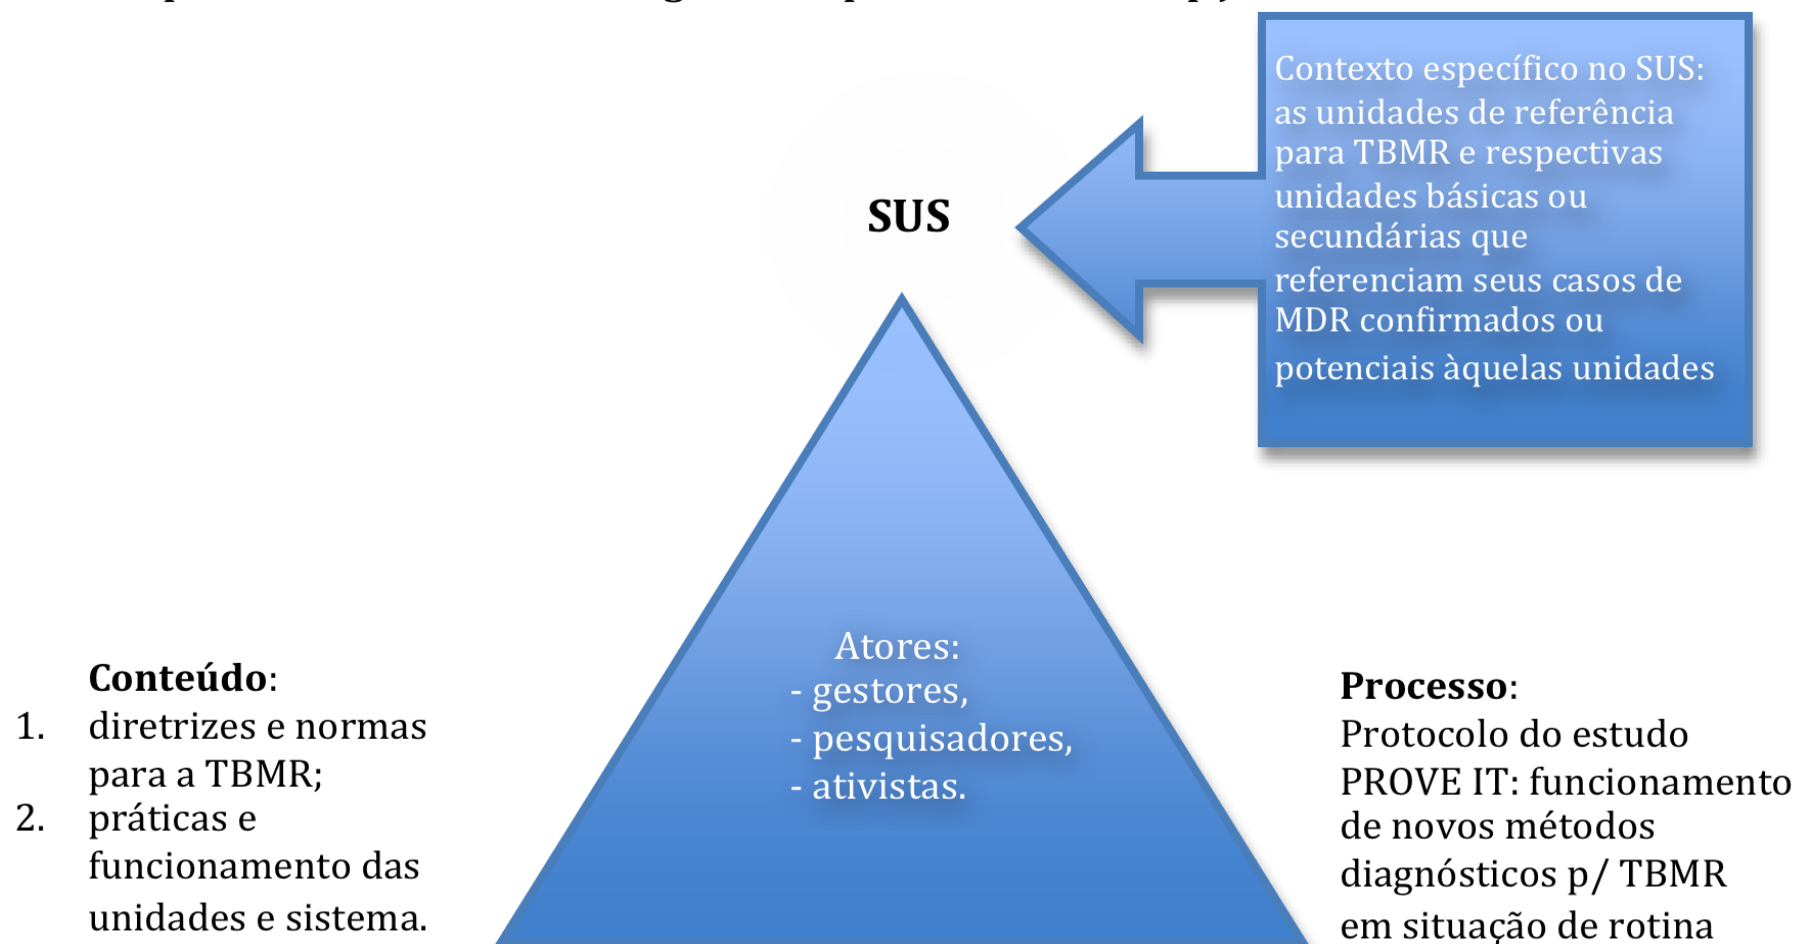 Contexto específico no SUS:
as unidades de referência
para TBMR e respectivas
unidades básicas ou
secundárias que
referenciam seus casos de
MDR confirmados ou
potenciais àquelas unidades
SUS
Atores:
- gestores,
- pesquisadores,
- ativistas.
Conteúdo:
1. diretrizes e normas
para a TBMR;
2. práticas e
funcionamento das
unidades e sistema.
Processo:
Protocolo do estudo
PROVE IT: funcionamento
de novos métodos
diagnósticos p/ TBMR
em situação de rotina